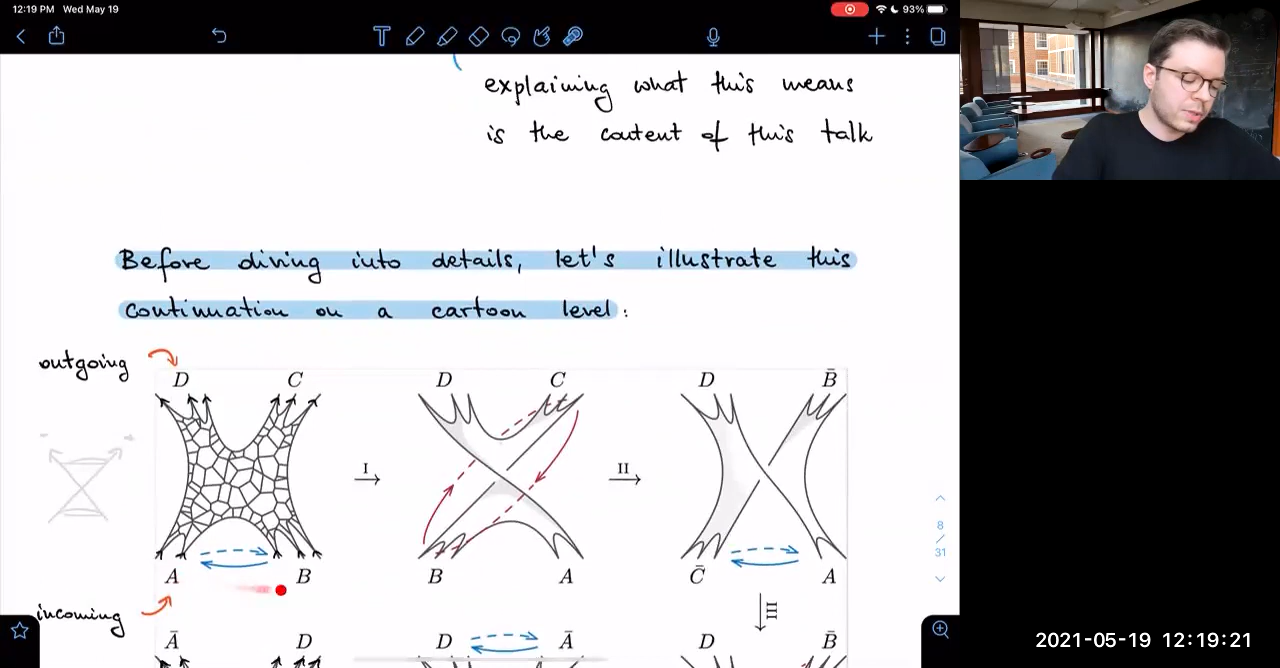 12:19 PM Wed May 19
93%
explaining what this means
is the content of this talk
Before diving into details, let's illustrate this
continuation on a cartoon level:
outgoing
D C D C D B̄
I II
A B B A C̄ A
incoming
III
Ā D D Ā D B̄
8
/
31
2021-05-19 12:19:21